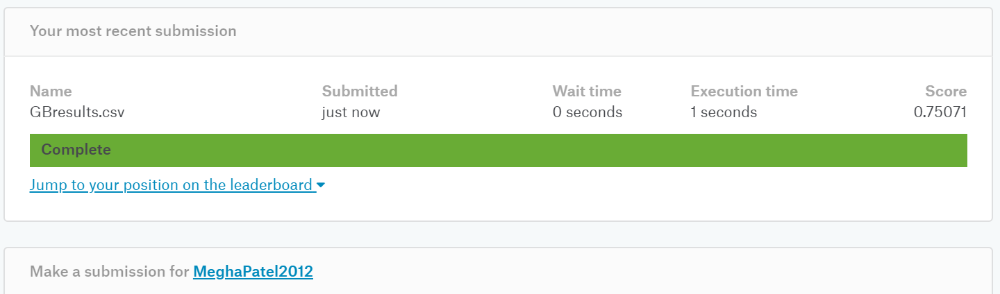 Your most recent submission
Name Submitted Wait time Execution time Score
GBresults.csv just now 0 seconds 1 seconds 0.75071
Complete
Jump to your position on the leaderboard
Make a submission for MeghaPatel2012